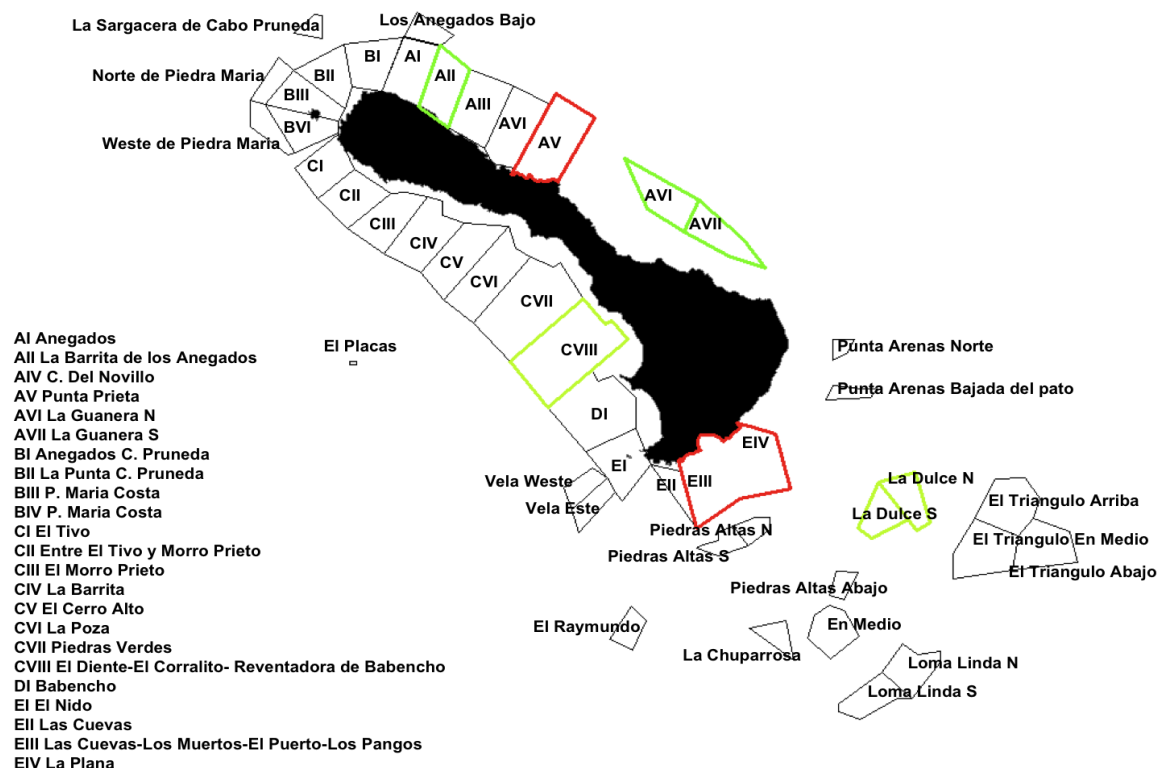 La Sargacera de Cabo Pruneda
Los Anegados Bajo
BI
AI
Norte de Piedra Maria
BII
AII
BIII
AIII
BVI
AVI
Weste de Piedra Maria
AV
CI
CII
AVI
CIII
AVII
CIV
CV
CVI
CVII
El Placas
CVIII
Punta Arenas Norte
Punta Arenas Bajada del pato
DI
EIV
EI
EII
EIII
Vela Weste
Vela Este
La Dulce N
La Dulce S
El Triangulo Arriba
Piedras Altas N
El Triangulo En Medio
Piedras Altas S
El Triangulo Abajo
Piedras Altas Abajo
El Raymundo
En Medio
La Chuparrosa
Loma Linda N
Loma Linda S
AI Anegados
AII La Barrita de los Anegados
AIV C. Del Novillo
AV Punta Prieta
AVI La Guanera N
AVII La Guanera S
BI Anegados C. Pruneda
BII La Punta C. Pruneda
BIII P. Maria Costa
BIV P. Maria Costa
CI El Tivo
CII Entre El Tivo y Morro Prieto
CIII El Morro Prieto
CIV La Barrita
CV El Cerro Alto
CVI La Poza
CVII Piedras Verdes
CVIII El Diente-El Corralito- Reventadora de Babencho
DI Babencho
EI El Nido
EII Las Cuevas
EIII Las Cuevas-Los Muertos-El Puerto-Los Pangos
EIV La Plana